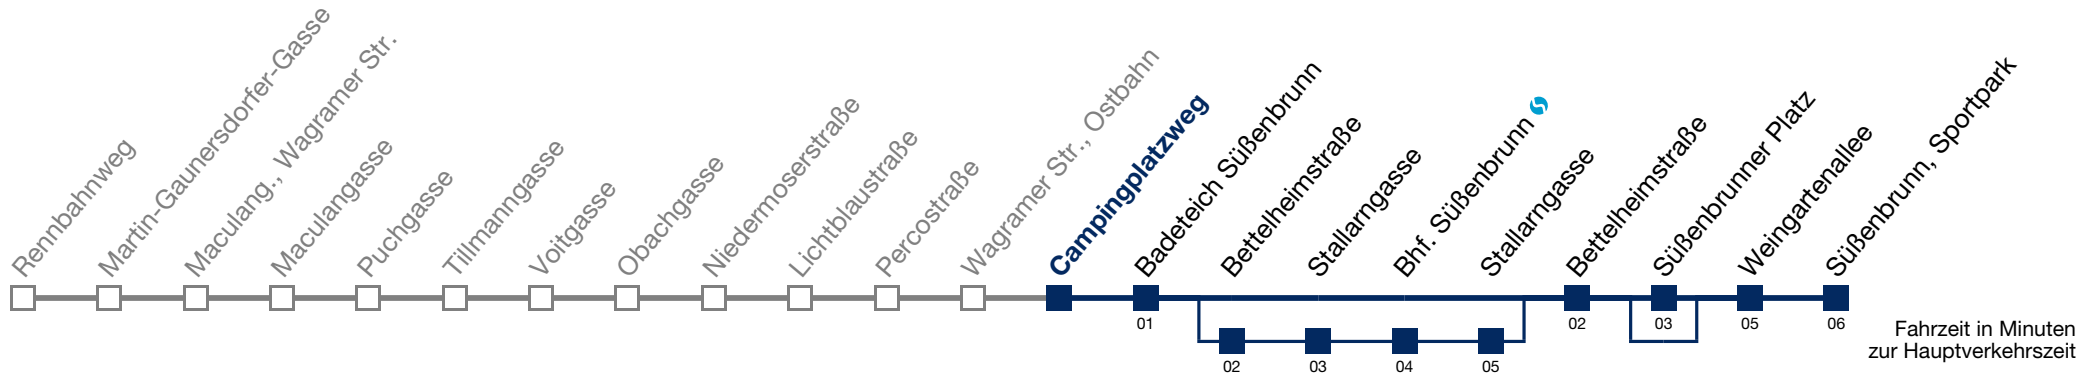 Rennbahnweg
Martin-Gaunersdorfer-Gasse
Maculang., Wagramer Str.
Maculangasse
Puchgasse
Tillmanngasse
Voitgasse
Obachgasse
Niedermoserstraße
Lichtblaustraße
Percostraße
Wagramer Str., Ostbahn
Campingplatzweg
Badeteich Süßenbrunn
Bettelheimstraße
Stallarngasse
Bhf. Süßenbrunn
Stallarngasse
Bettelheimstraße
Süßenbrunner Platz
Weingartenallee
Süßenbrunn, Sportpark
01
02
03
05
06
02
03
04
05
Fahrzeit in Minuten
zur Hauptverkehrszeit